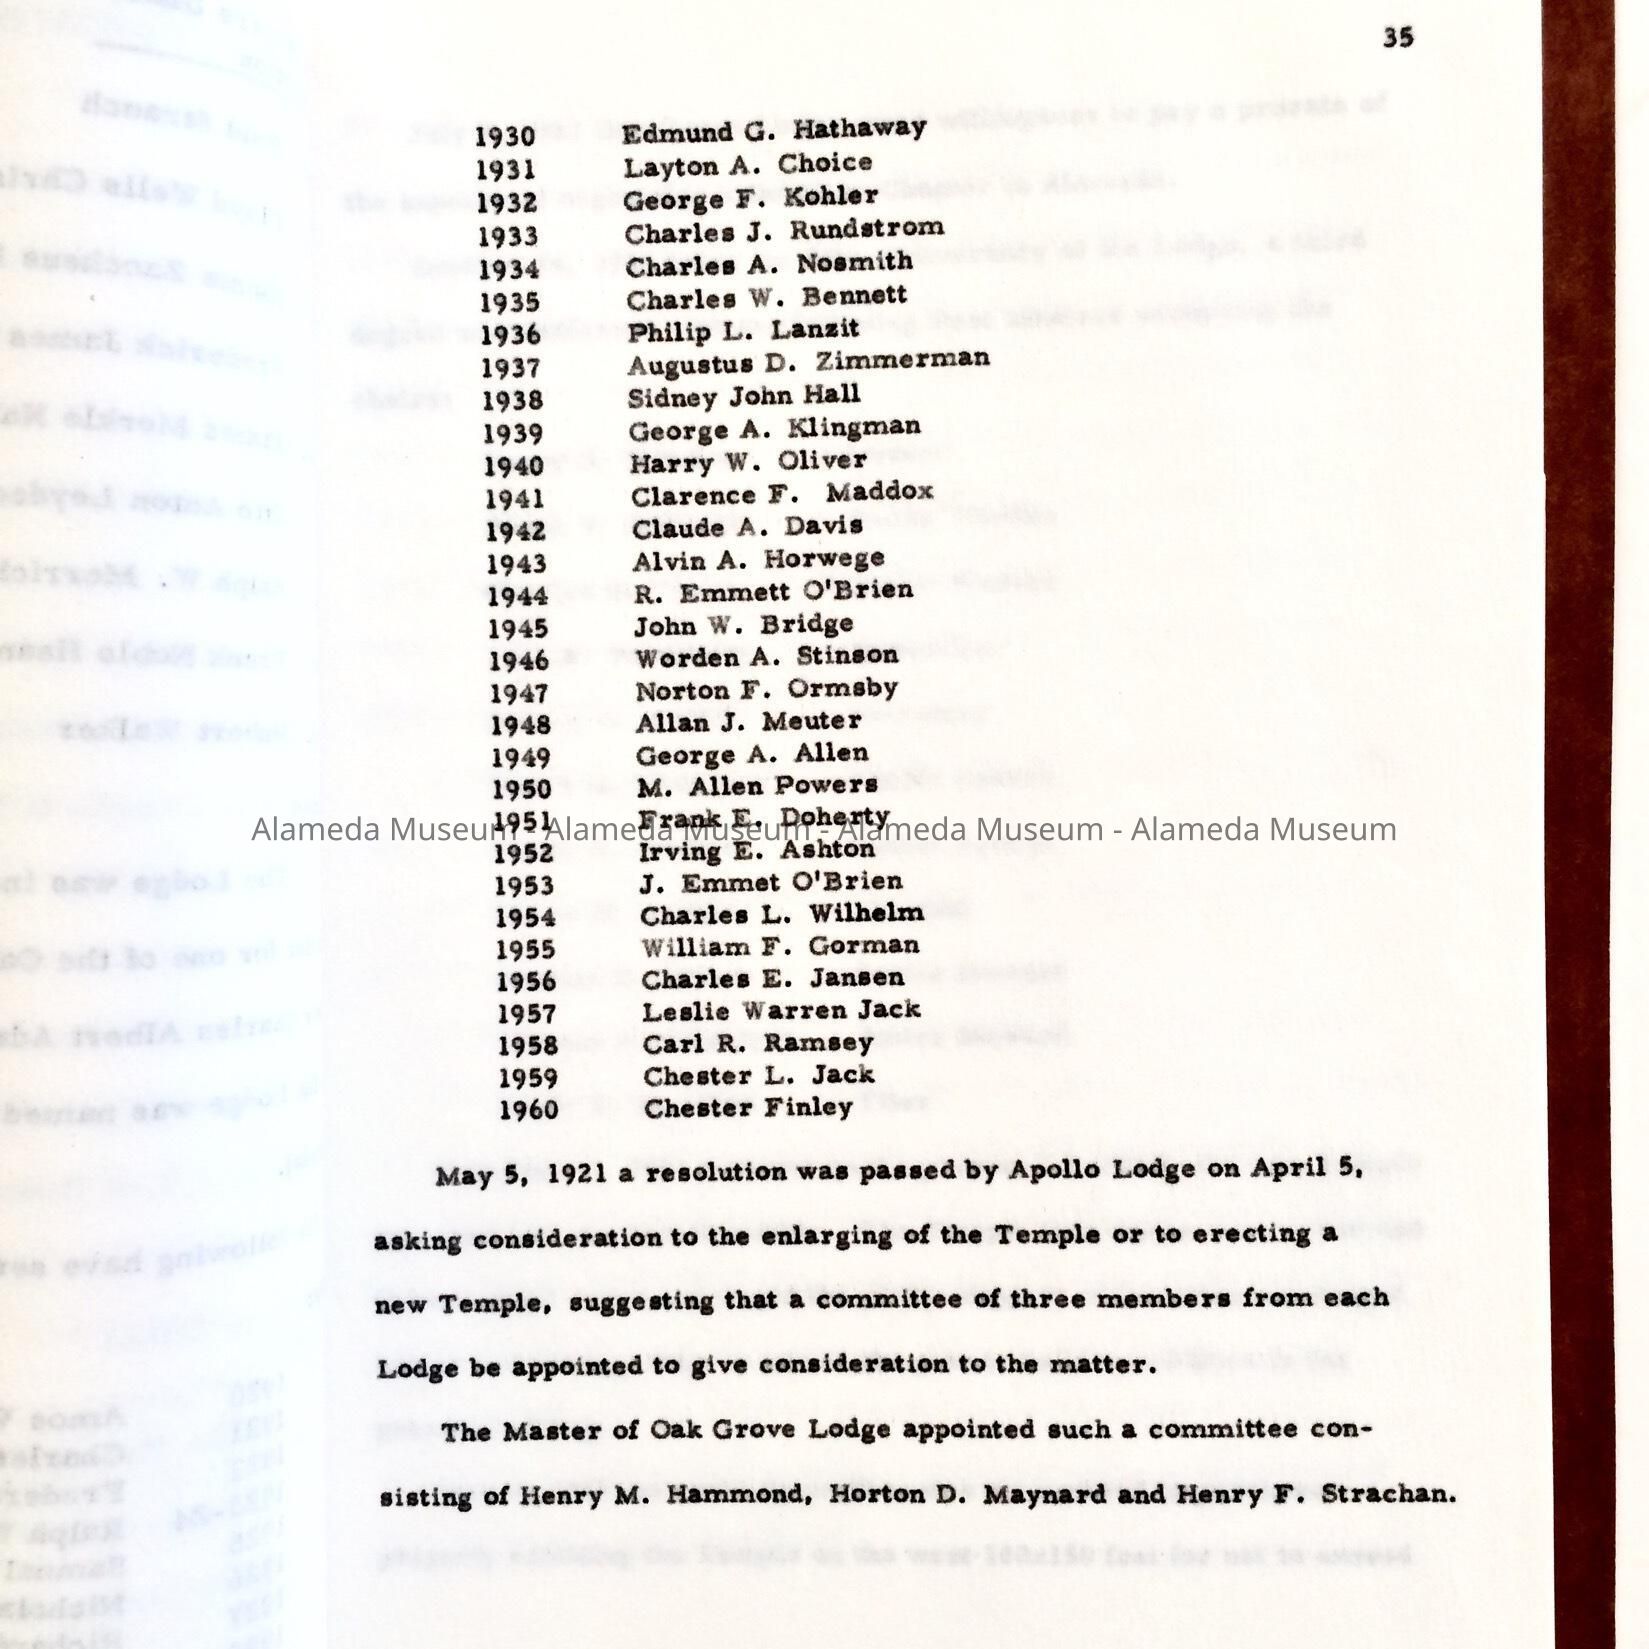 35
1930 Edmund G. Hathaway
1931 Layton A. Choice
1932 George F. Kohler
1933 Charles J. Rundstrom
1934 Charles A. Nosmith
1935 Charles W. Bennett
1936 Philip L. Lanzit
1937 Augustus D. Zimmerman
1938 Sidney John Hall
1939 George A. Klingman
1940 Harry W. Oliver
1941 Clarence F. Maddox
1942 Claude A. Davis
1943 Alvin A. Horwege
1944 R. Emmett O'Brien
1945 John W. Bridge
1946 Worden A. Stinson
1947 Norton F. Ormsby
1948 Allan J. Meuter
1949 George A. Allen
1950 M. Allen Powers
1951 Frank E. Doherty
Alameda Museum - Alameda Museum - Alameda Museum - Alameda Museum
1952 Irving E. Ashton
1953 J. Emmet O'Brien
1954 Charles L. Wilhelm
1955 William F. Gorman
1956 Charles E. Jansen
1957 Leslie Warren Jack
1958 Carl R. Ramsey
1959 Chester L. Jack
1960 Chester Finley
May 5, 1921 a resolution was passed by Apollo Lodge on April 5,
asking consideration to the enlarging of the Temple or to erecting a
new Temple, suggesting that a committee of three members from each
Lodge be appointed to give consideration to the matter.
The Master of Oak Grove Lodge appointed such a committee con-
sisting of Henry M. Hammond, Horton D. Maynard and Henry F. Strachan.